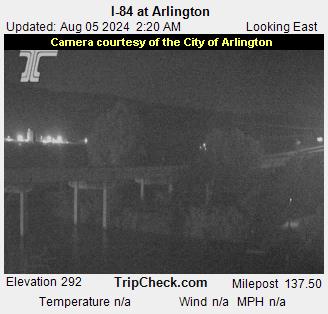 I-84 at Arlington
Updated: Aug 05 2024 2:20 AM Looking East
Camera courtesy of the City of Arlington
Elevation 292 TripCheck.com Milepost 137.50
Temperature n/a Wind n/a MPH n/a